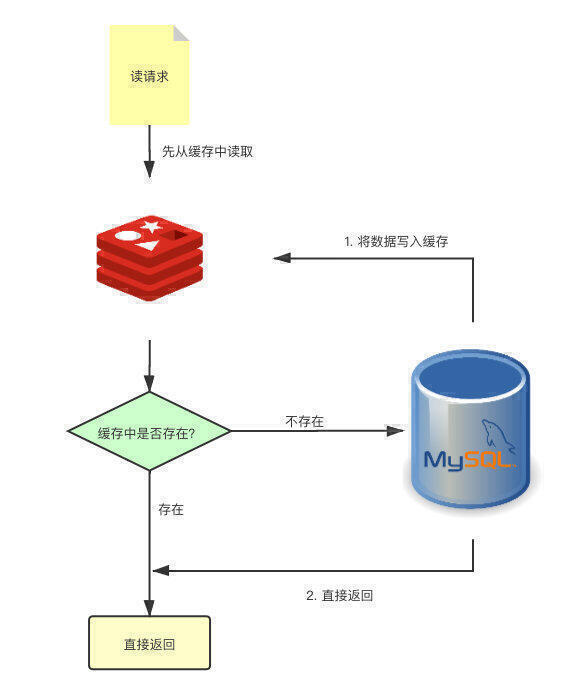 读请求
先从缓存中读取
1. 将数据写入缓存
缓存中是否存在?
不存在
MySQL
存在
2. 直接返回
直接返回